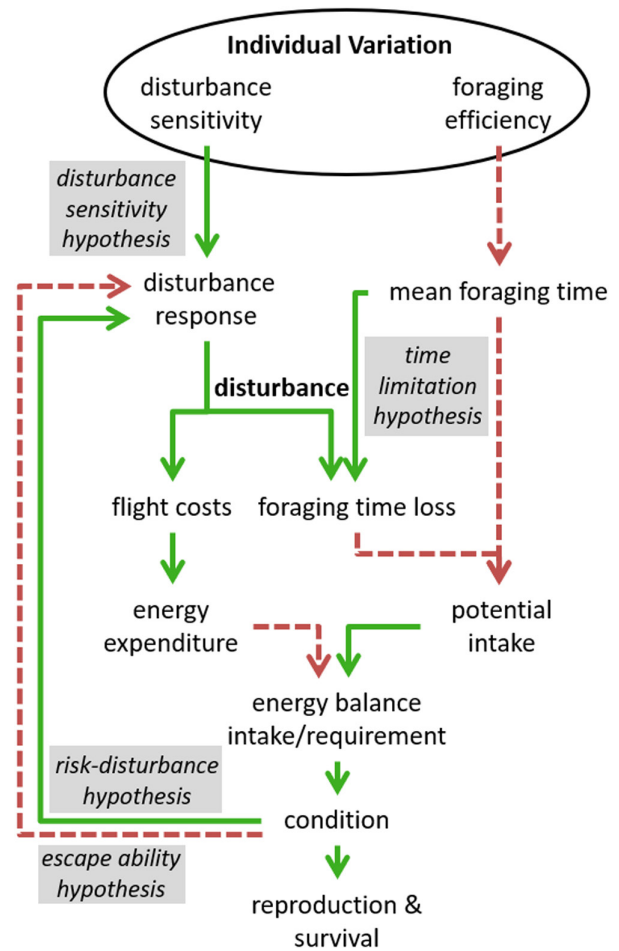 Individual Variation
disturbance
sensitivity
foraging
efficiency
disturbance
sensitivity
hypothesis
disturbance
response
mean foraging time
time
limitation
hypothesis
disturbance
flight costs
foraging time loss
energy
expenditure
potential
intake
energy balance
intake/requirement
risk-disturbance
hypothesis
condition
escape ability
hypothesis
reproduction &
survival